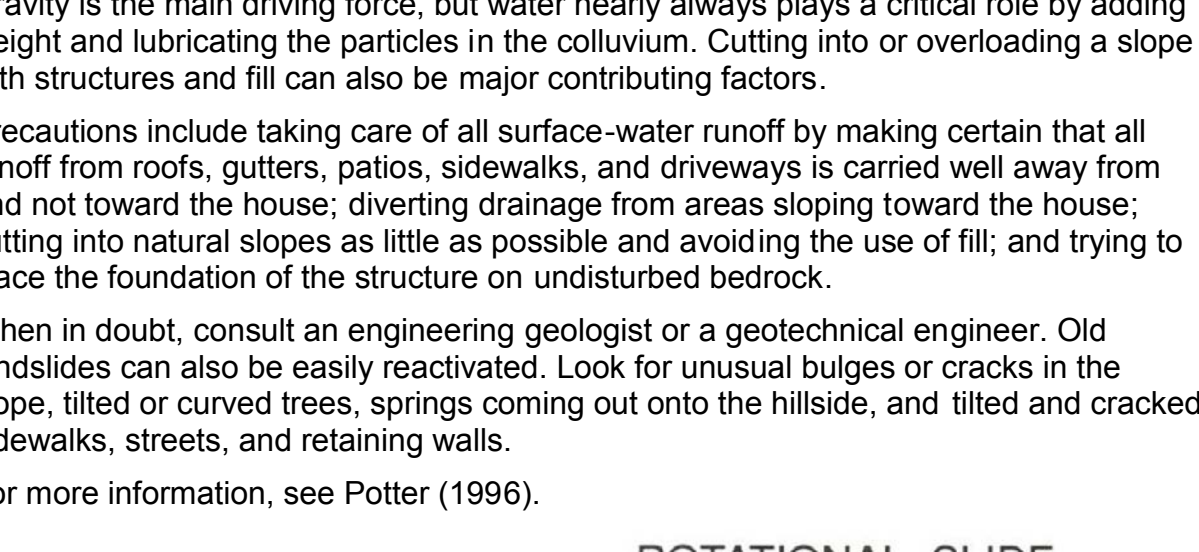 ravity is the main driving force, but water nearly always plays a critical role by adding
eight and lubricating the particles in the colluvium. Cutting into or overloading a slope
th structures and fill can also be major contributing factors.
recautions include taking care of all surface-water runoff by making certain that all
noff from roofs, gutters, patios, sidewalks, and driveways is carried well away from
nd not toward the house; diverting drainage from areas sloping toward the house;
tting into natural slopes as little as possible and avoiding the use of fill; and trying to
ace the foundation of the structure on undisturbed bedrock.
hen in doubt, consult an engineering geologist or a geotechnical engineer. Old
ndslides can also be easily reactivated. Look for unusual bulges or cracks in the
ope, tilted or curved trees, springs coming out onto the hillside, and tilted and cracked
dewalks, streets, and retaining walls.
or more information, see Potter (1996).
ROTATIONAL SLIDE